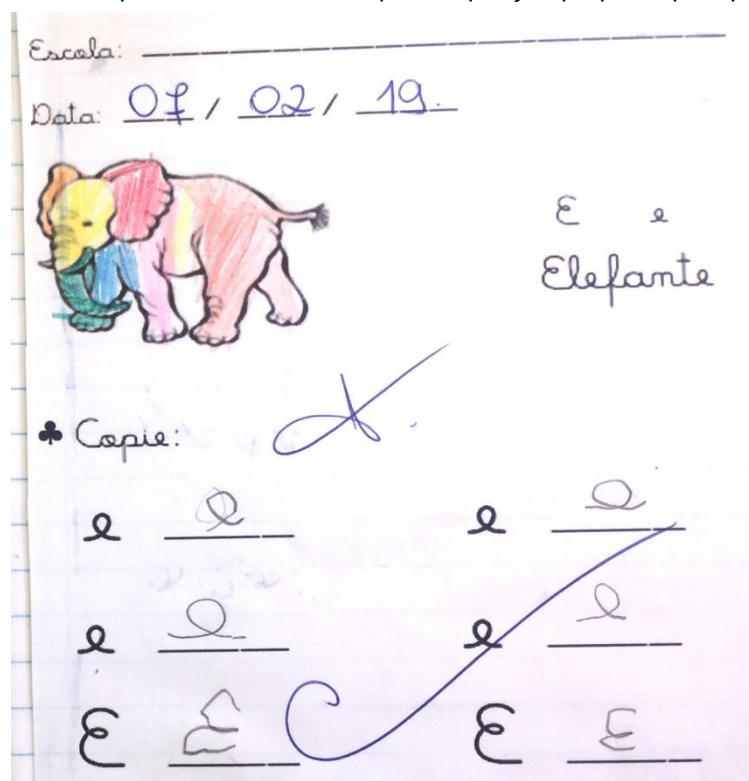 Escola:
Data: 07 / 02 / 19.
E e
Elefante
♣ Copie:
e e e e
e e e e
E E E E